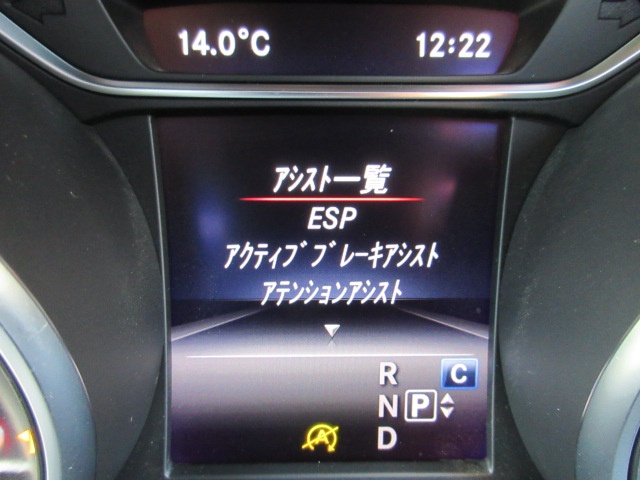 14.0°C 12:22
アシスト一覧
ESP
アクティブブレーキアシスト
アテンションアシスト
R C
N P
A D